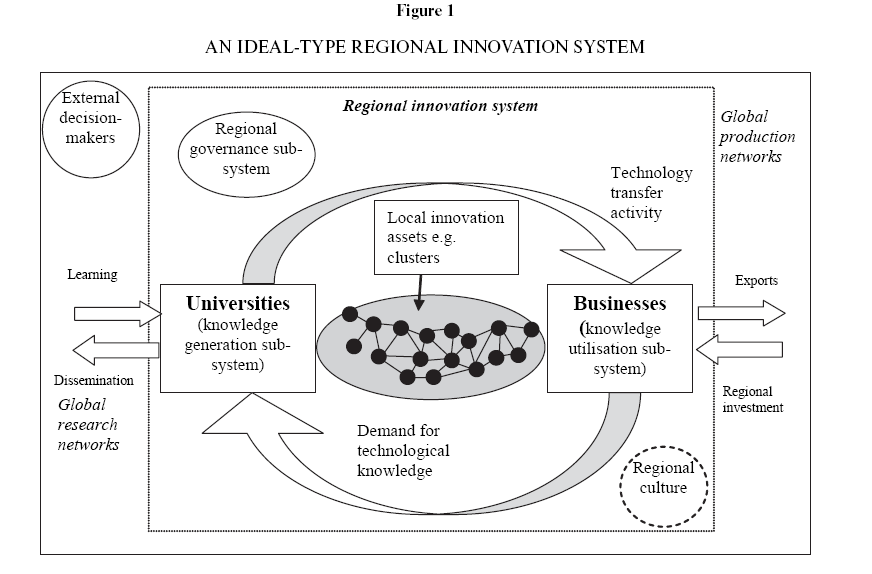 Figure 1
AN IDEAL-TYPE REGIONAL INNOVATION SYSTEM
External
decision-
makers
Regional innovation system
Regional
governance sub-
system
Global
production
networks
Technology
transfer
activity
Local innovation
assets e.g.
clusters
Learning
Universities
(knowledge
generation sub-
system)
Businesses
(knowledge
utilisation sub-
system)
Exports
Dissemination
Global
research
networks
Regional
investment
Demand for
technological
knowledge
Regional
culture